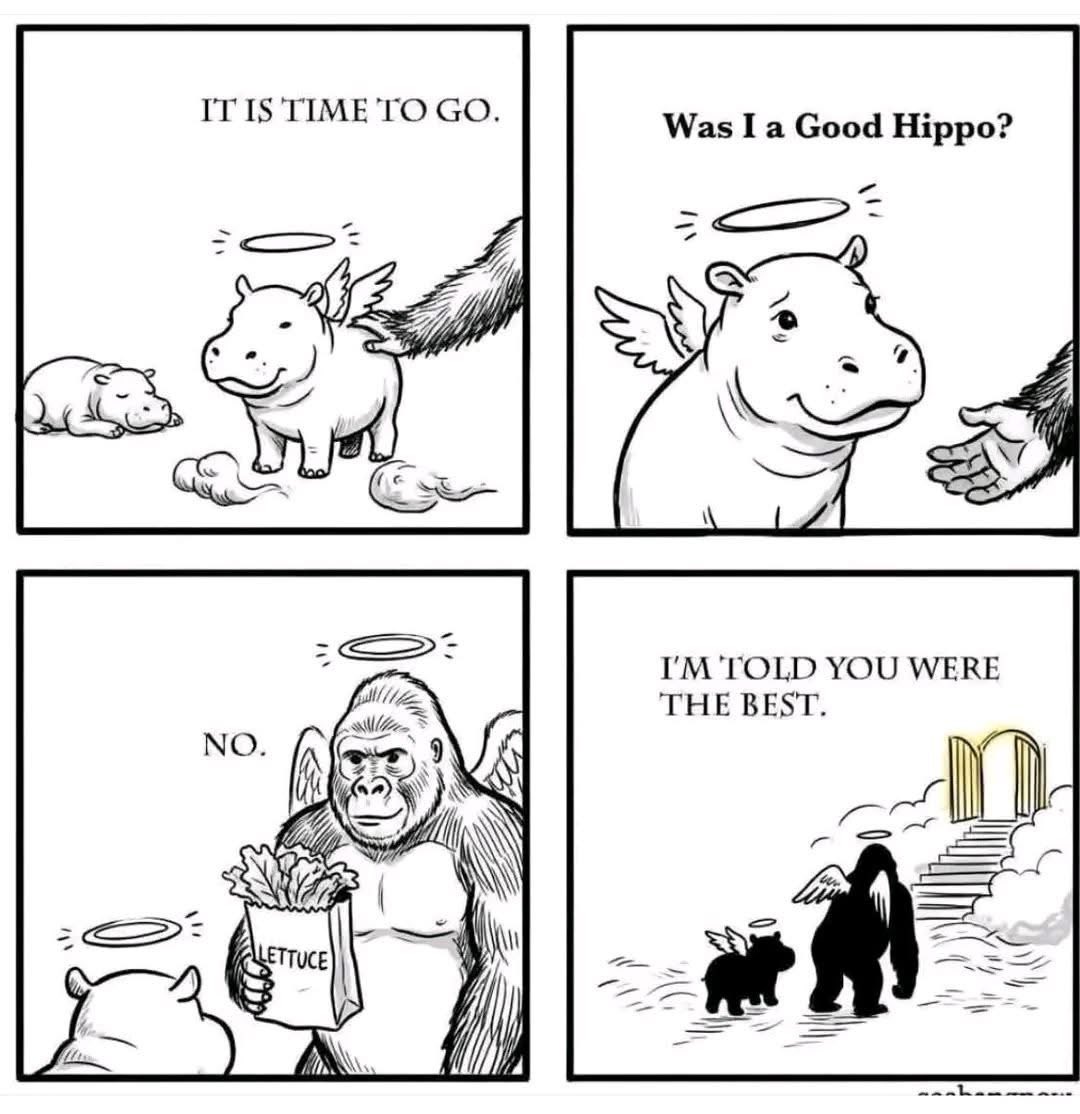 IT IS TIME TO GO.
Was I a Good Hippo?
NO.
LETTUCE
I'M TOLD YOU WERE
THE BEST.